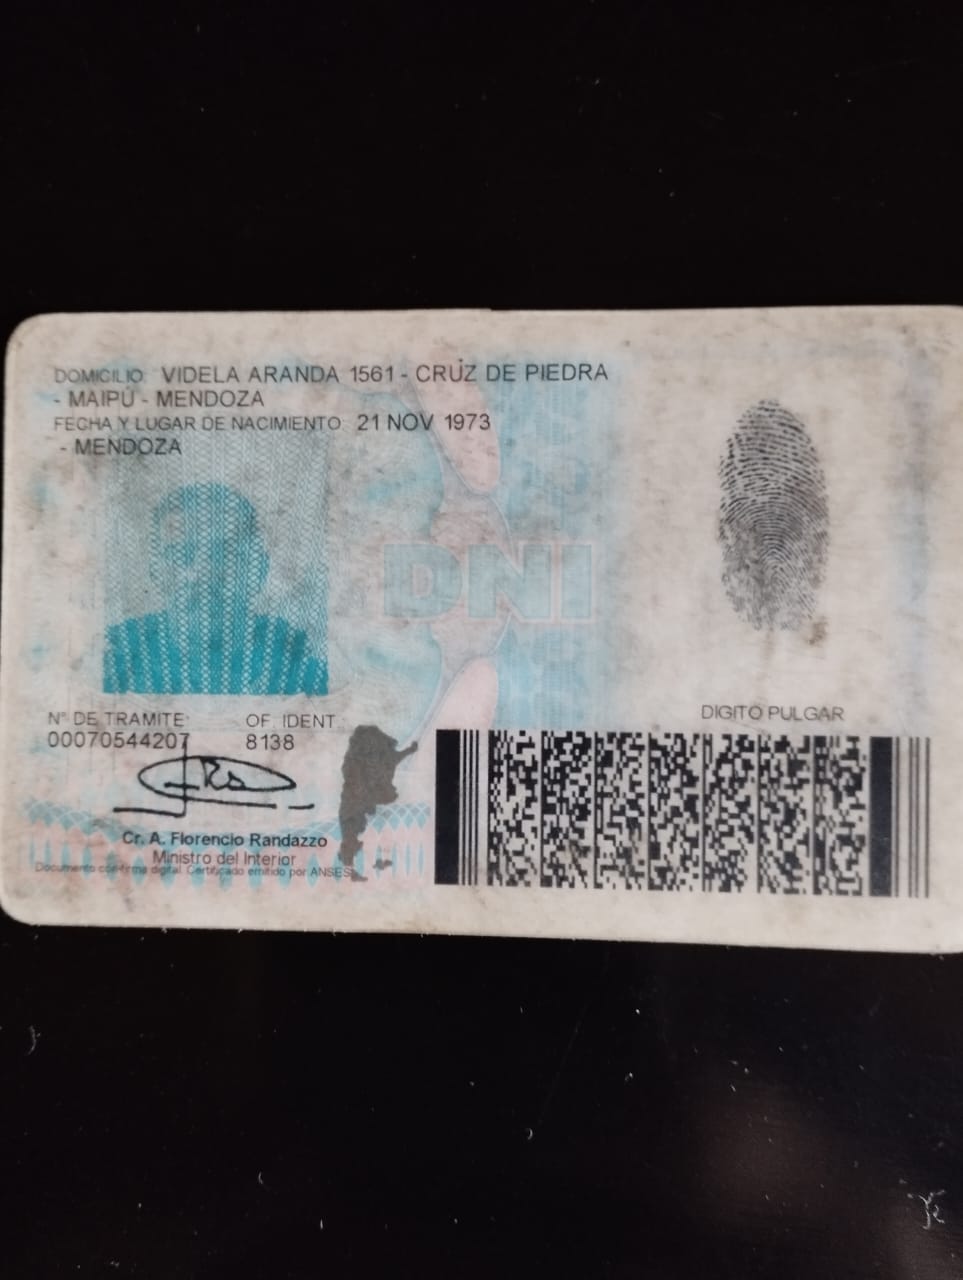 DOMICILIO: VIDELA ARANDA 1561 - CRUZ DE PIEDRA
- MAIPÚ - MENDOZA
FECHA Y LUGAR DE NACIMIENTO: 21 NOV 1973
- MENDOZA
DNI
DIGITO PULGAR
N° DE TRAMITE: OF. IDENT.:
00070544207 8138
Cr. A. Florencio Randazzo
Ministro del Interior
Documento con firma digital. Certificado emitido por ANSES